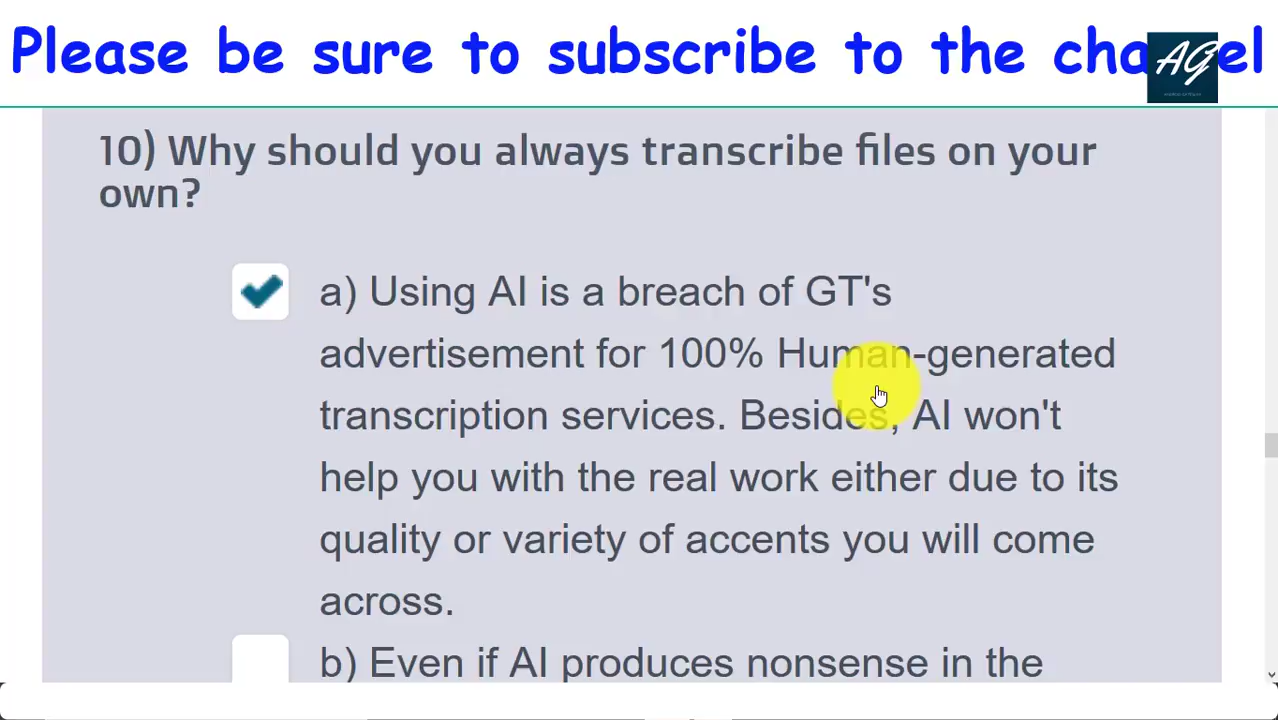 Please be sure to subscribe to the cha el
AG
10) Why should you always transcribe files on your
own?
a) Using AI is a breach of GT's
advertisement for 100% Human-generated
transcription services. Besides, AI won't
help you with the real work either due to its
quality or variety of accents you will come
across.
b) Even if AI produces nonsense in the